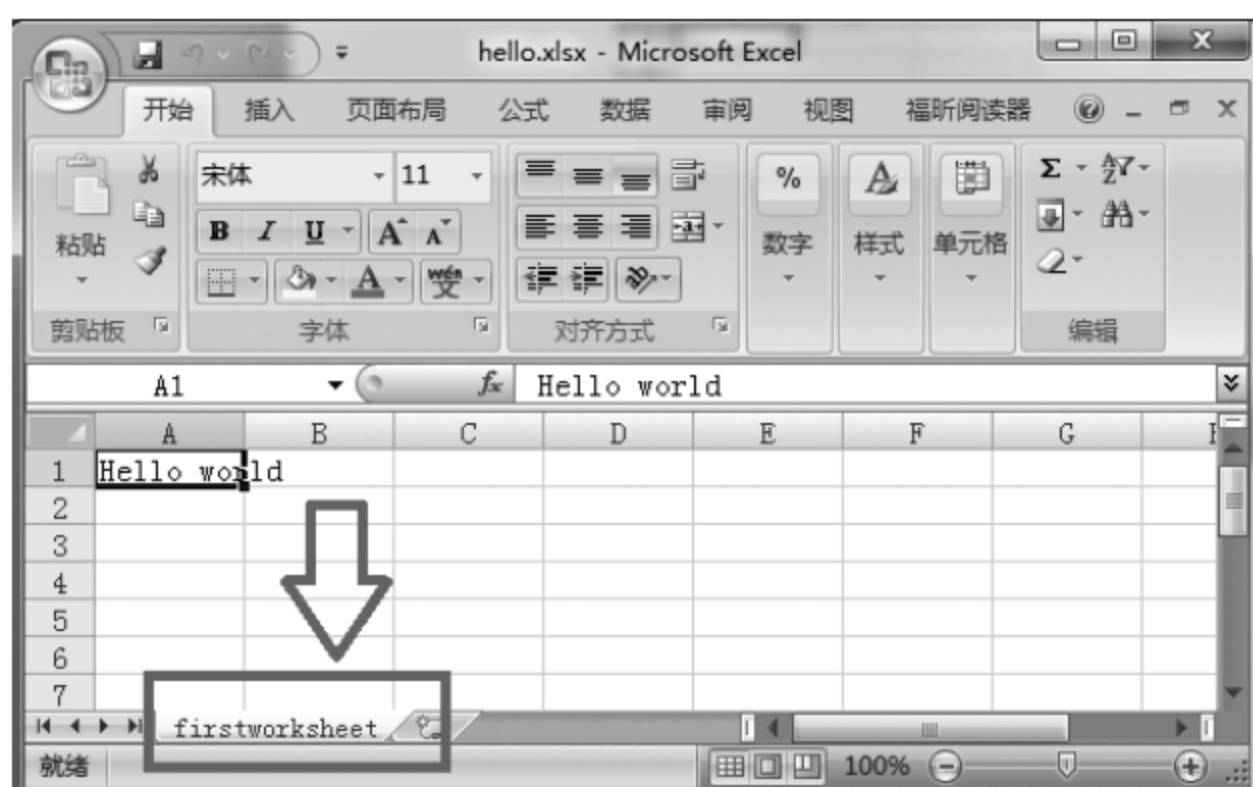 hello.xlsx - Microsoft Excel
开始 插入 页面布局 公式 数据 审阅 视图 福昕阅读器
宋体 11
B I U A A
A wén 文
粘贴
% 数字
A 样式
单元格
Σ A Z
剪贴板 字体 对齐方式 编辑
A1 fx Hello world
A B C D E F G
1 Hello world
2
3
4
5
6
7
firstworksheet
就绪 100%